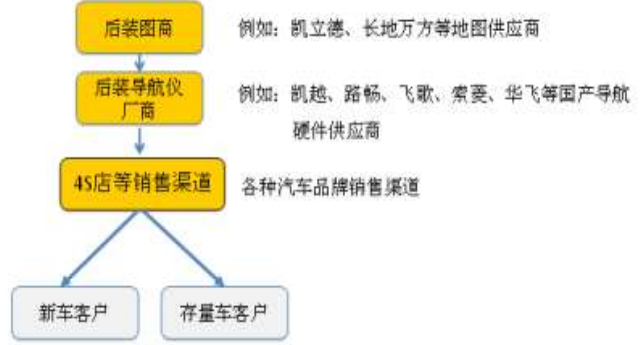 后装图商
例如：凯立德、长地万方等地图供应商
后装导航仪
厂商
例如：凯越、路畅、飞歌、索菱、华飞等国产导航
硬件供应商
4S店等销售渠道
各种汽车品牌销售渠道
新车客户
存量车客户